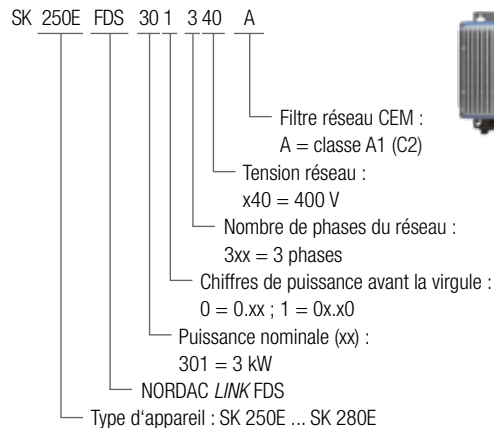 SK 250E FDS 30 1 3 40 A
Filtre réseau CEM :
A = classe A1 (C2)
Tension réseau :
x40 = 400 V
Nombre de phases du réseau :
3xx = 3 phases
Chiffres de puissance avant la virgule :
0 = 0.xx ; 1 = 0x.x0
Puissance nominale (xx) :
301 = 3 kW
NORDAC LINK FDS
Type d'appareil : SK 250E ... SK 280E